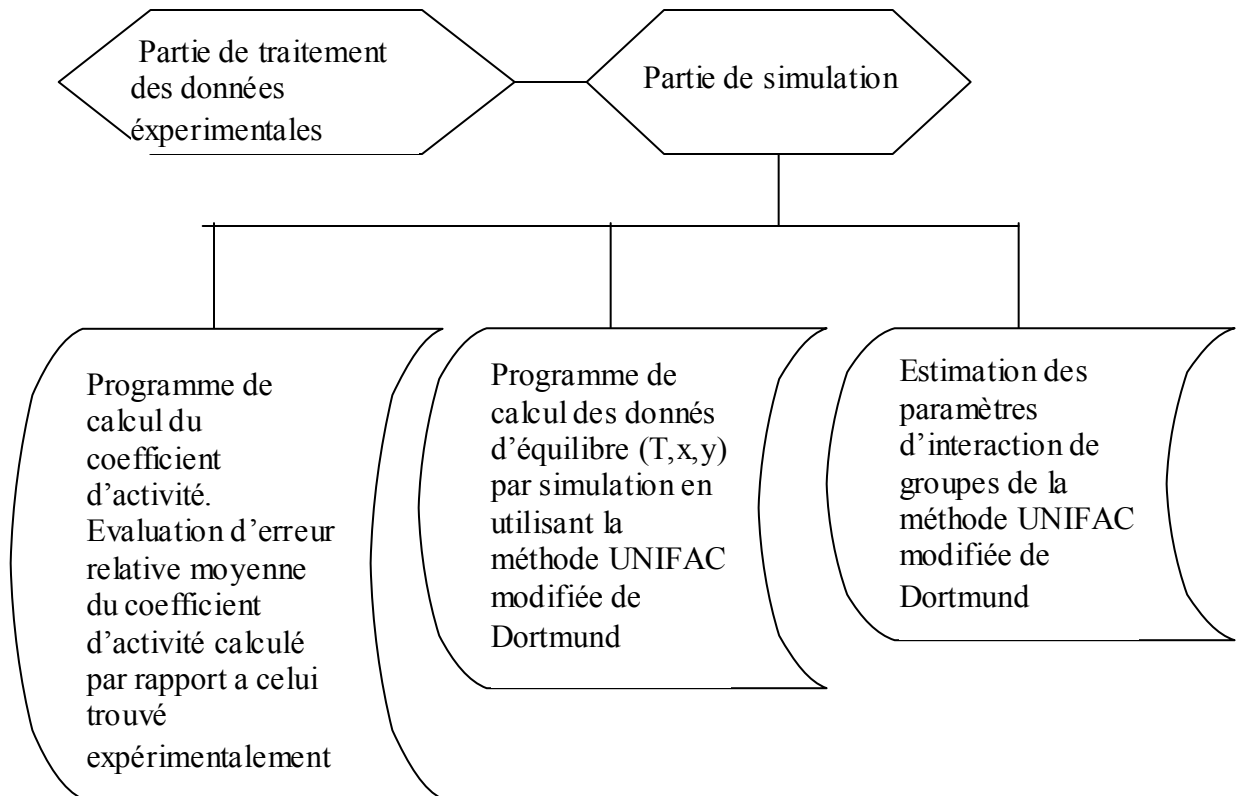 Partie de traitement
des données
éxperimentales
Partie de simulation
Programme de
calcul du
coefficient
d’activité.
Evaluation d’erreur
relative moyenne
du coefficient
d’activité calculé
par rapport a celui
trouvé
expérimentalement
Programme de
calcul des donnés
d’équilibre (T,x,y)
par simulation en
utilisant la
méthode UNIFAC
modifiée de
Dortmund
Estimation des
paramètres
d’interaction de
groupes de la
méthode UNIFAC
modifiée de
Dortmund